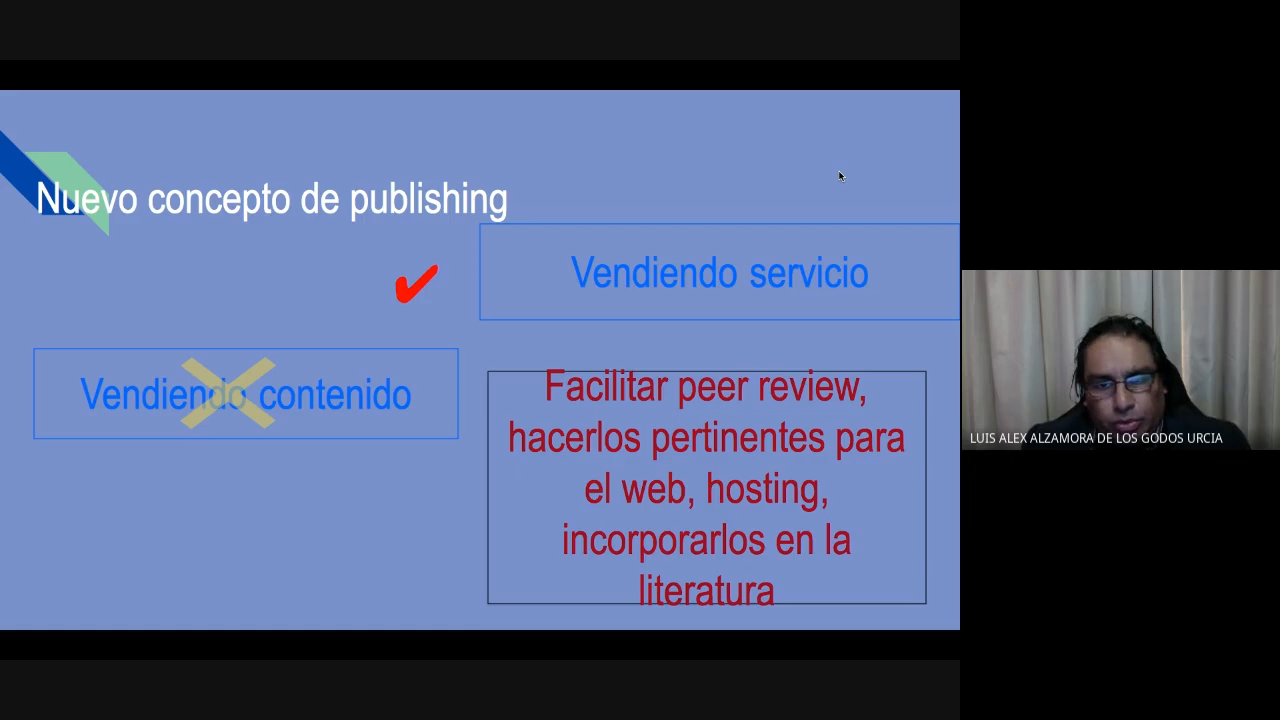 Nuevo concepto de publishing
Vendiendo servicio
Vendiendo contenido
Facilitar peer review,
hacerlos pertinentes para
el web, hosting,
incorporarlos en la
literatura
LUIS ALEX ALZAMORA DE LOS GODOS URCIA